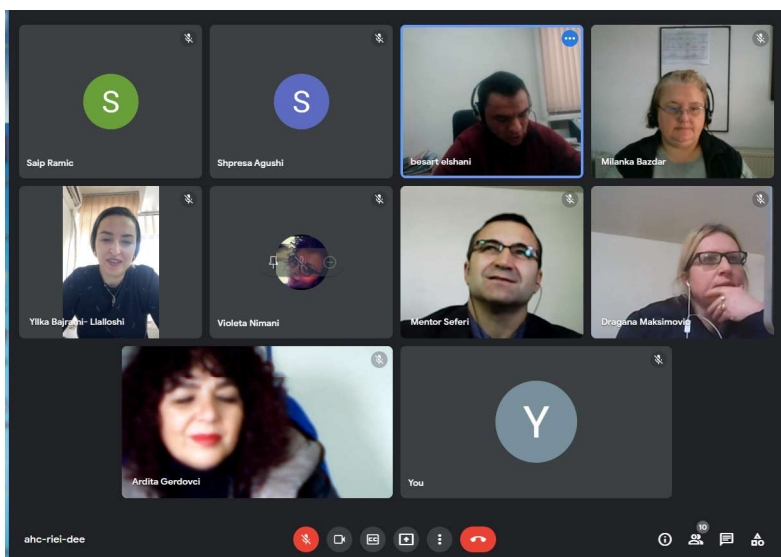 S
Saip Ramic
S
Shpresa Agushi
besart elshani
Milanka Bazdar
Yllka Bajrami- Llalloshi
Violeta Nimani
Mentor Seferi
Dragana Maksimovic
Ardita Gerdovci
Y
You
ahc-riei-dee
CC
10